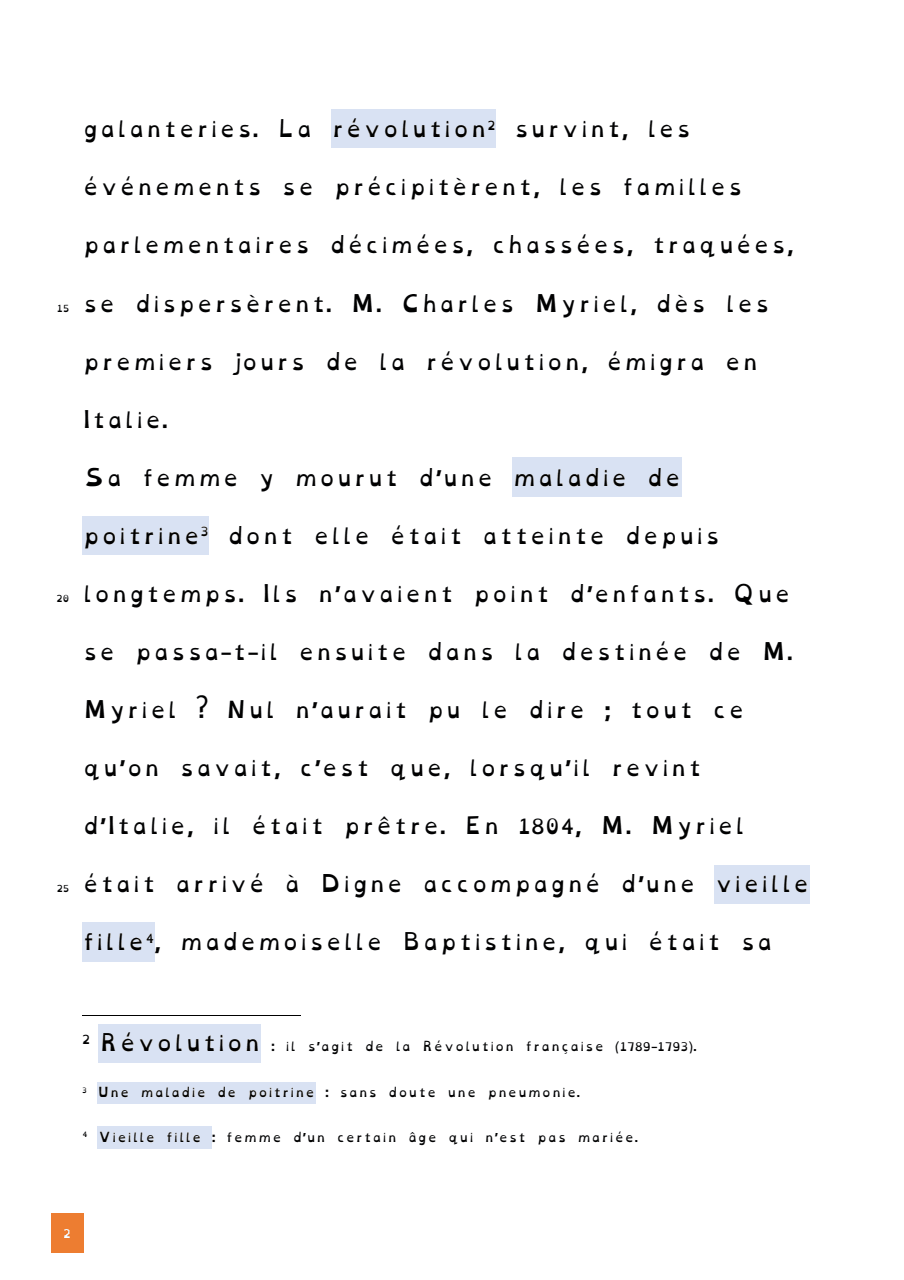 galanteries. La révolution² survint, les
événements se précipitèrent, les familles
parlementaires décimées, chassées, traquées,
15 se dispersèrent. M. Charles Myriel, dès les
premiers jours de la révolution, émigra en
Italie.
Sa femme y mourut d'une maladie de
poitrine³ dont elle était atteinte depuis
20 longtemps. Ils n'avaient point d'enfants. Que
se passa-t-il ensuite dans la destinée de M.
Myriel ? Nul n'aurait pu le dire ; tout ce
qu'on savait, c'est que, lorsqu'il revint
d'Italie, il était prêtre. En 1804, M. Myriel
25 était arrivé à Digne accompagné d'une vieille
fille⁴, mademoiselle Baptistine, qui était sa
² Révolution : il s'agit de la Révolution française (1789-1793).
³ Une maladie de poitrine : sans doute une pneumonie.
⁴ Vieille fille : femme d'un certain âge qui n'est pas mariée.
2